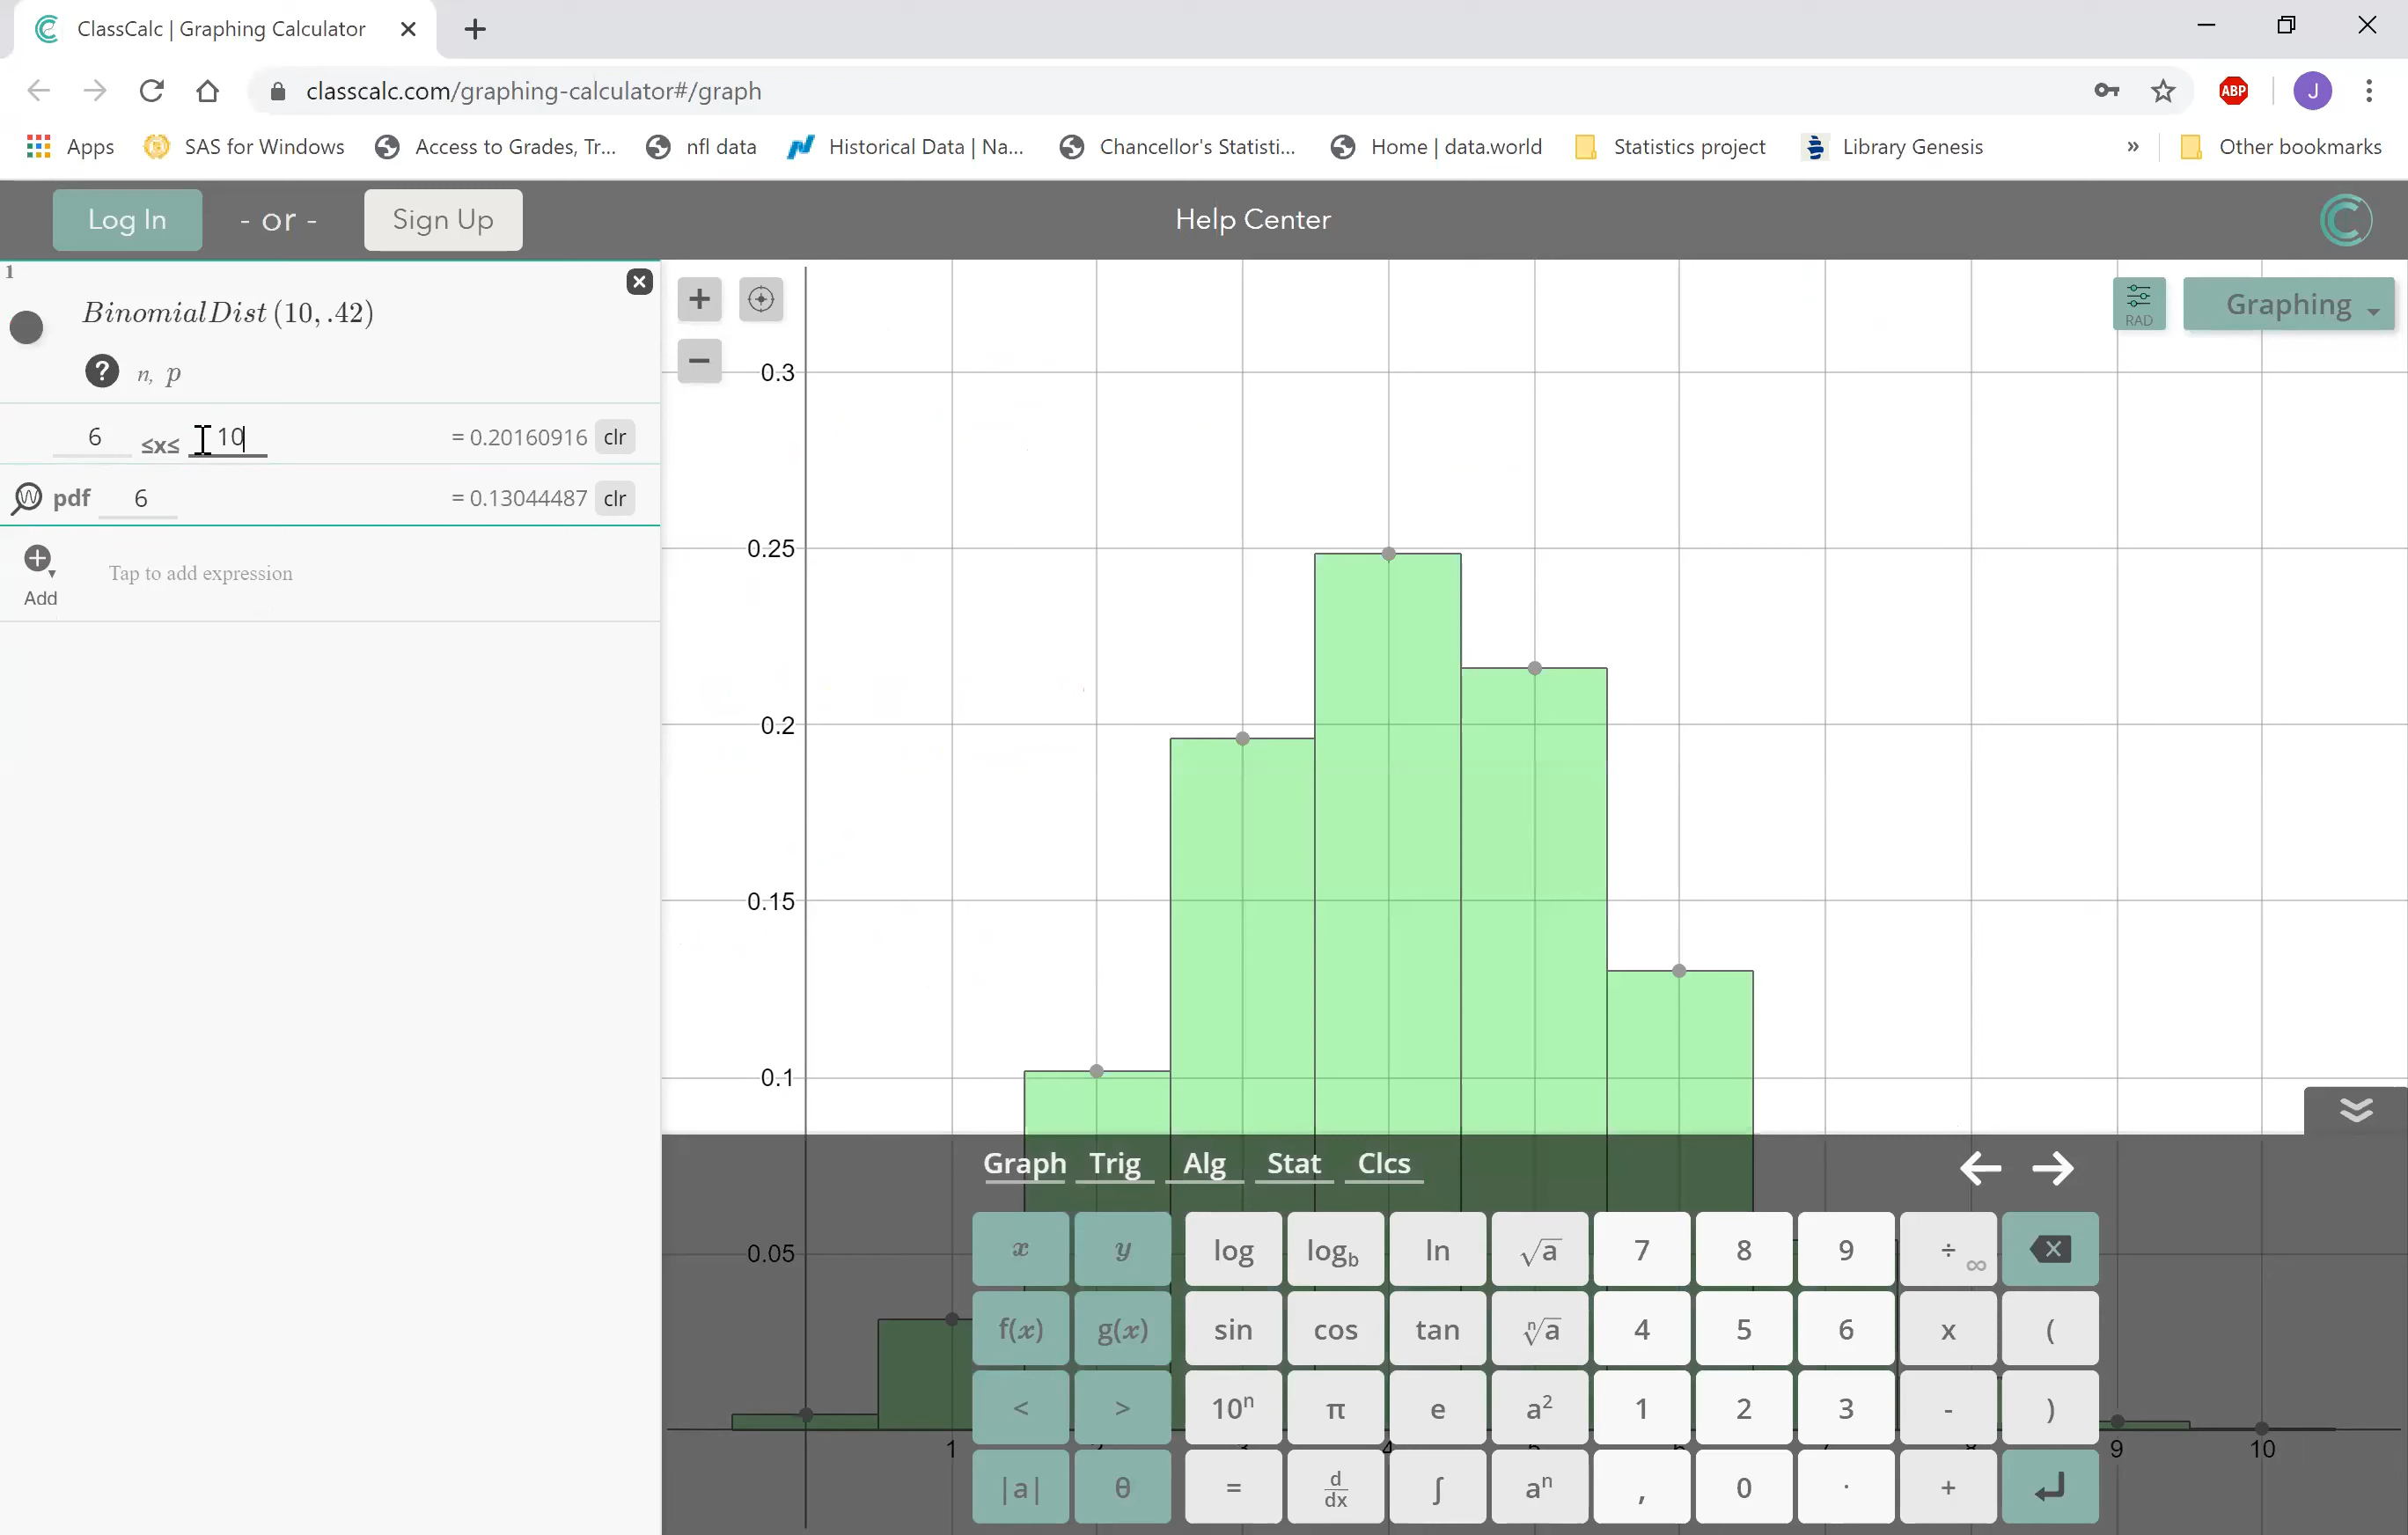 ClassCalc | Graphing Calculator
classcalc.com/graphing-calculator#/graph
ABP
J
Apps SAS for Windows Access to Grades, Tr... nfl data Historical Data | Na... Chancellor's Statisti... Home | data.world Statistics project Library Genesis » Other bookmarks
Log In - or - Sign Up Help Center
1
BinomialDist (10, .42)
? n, p
6 ≤x≤ 10 = 0.20160916 clr
pdf 6 = 0.13044487 clr
Add Tap to add expression
+
−
RAD
Graphing
0.3
0.25
0.2
0.15
0.1
0.05
1 4 9 10
Graph Trig Alg Stat Clcs
x y log log_b ln √a 7 8 9 ÷ ∞
f(x) g(x) sin cos tan ⁿ√a 4 5 6 x (
< > 10ⁿ π e a² 1 2 3 - )
|a| θ = d/dx ∫ aⁿ , 0 . +